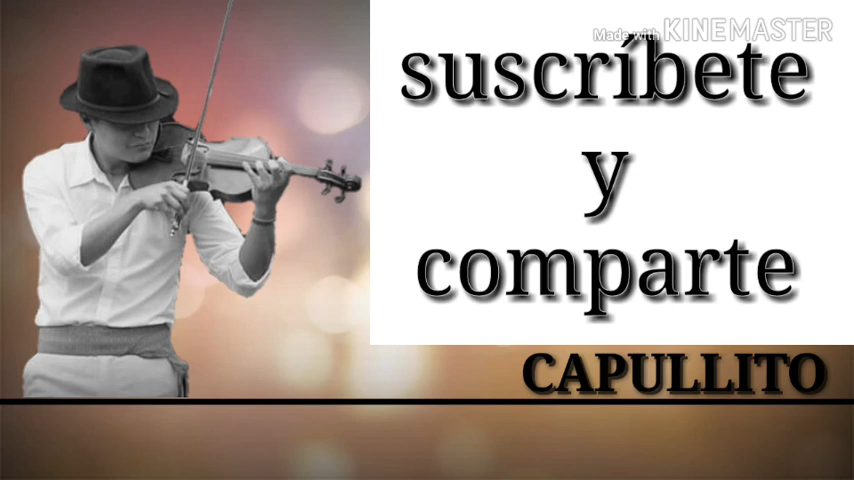 Made with KINEMASTER
suscríbete
y
comparte
CAPULLITO